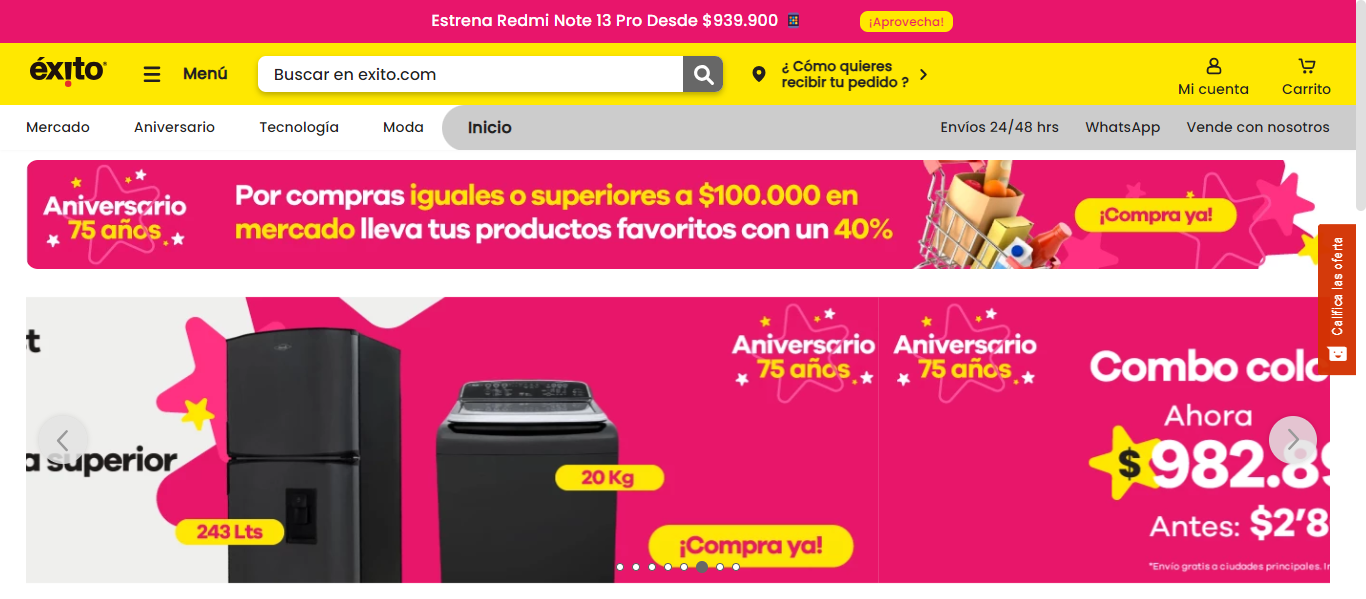 Estrena Redmi Note 13 Pro Desde $939.900
¡Aprovecha!
éxito
Menú
Buscar en exito.com
¿ Cómo quieres
recibir tu pedido ?
Mi cuenta
Carrito
Mercado
Aniversario
Tecnología
Moda
Inicio
Envíos 24/48 hrs
WhatsApp
Vende con nosotros
Aniversario
75 años
Por compras iguales o superiores a $100.000 en
mercado lleva tus productos favoritos con un 40%
¡Compra ya!
Califica las oferta
superior
243 Lts
20 Kg
Aniversario
75 años
¡Compra ya!
Aniversario
75 años
Combo
Ahora
$982.8
Antes: $2'8
*Envío gratis a ciudades principales.